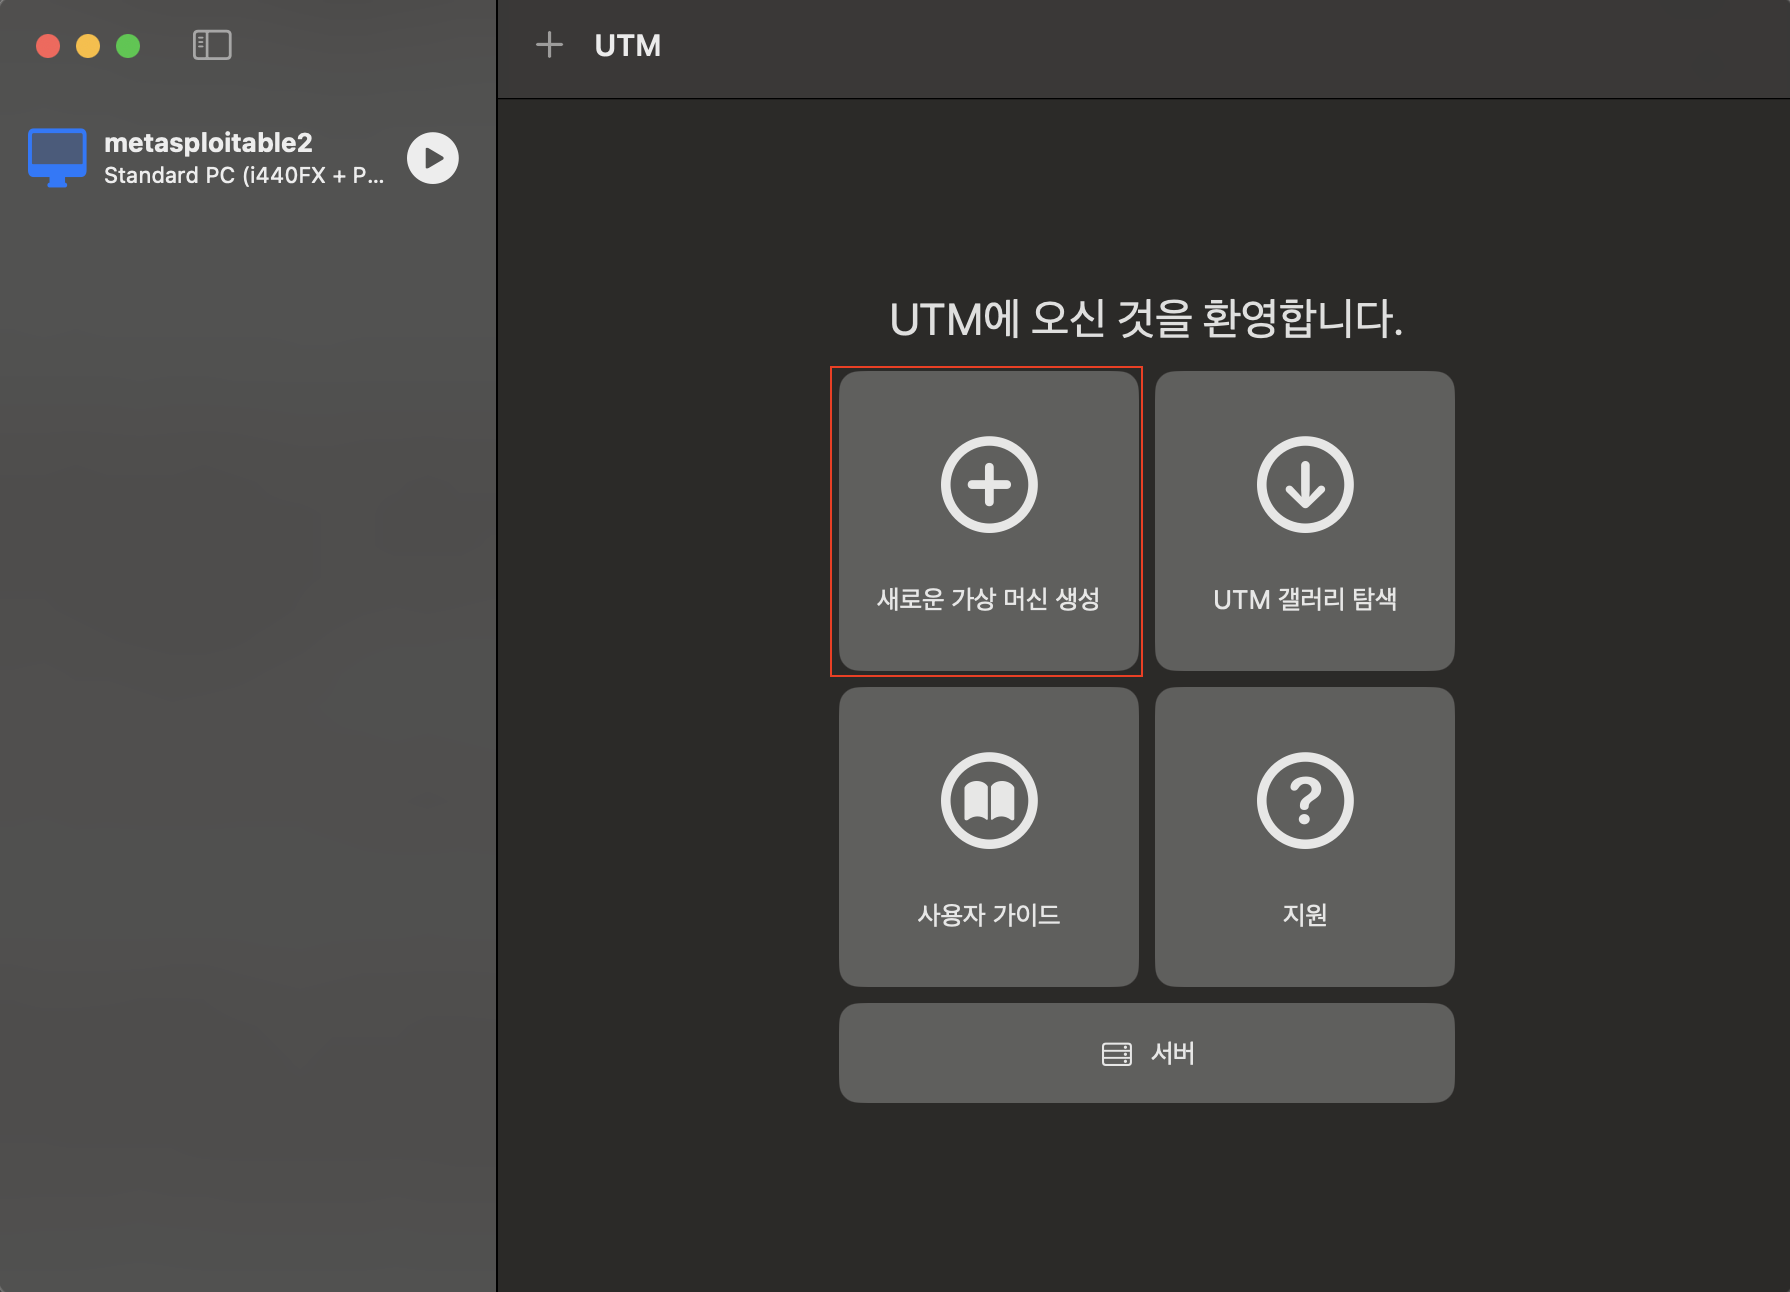 UTM
metasploitable2
Standard PC (i440FX + P...
UTM에 오신 것을 환영합니다.
새로운 가상 머신 생성
UTM 갤러리 탐색
사용자 가이드
지원
서버